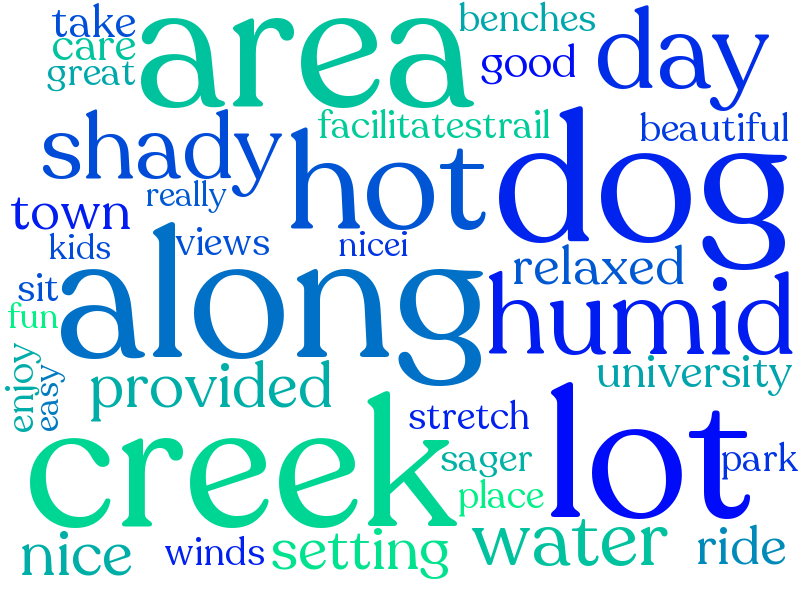 take
area
benches
day
care
good
great
facilitatestrail
beautiful
shady
hot
dog
really
town
kids
views
nicei
relaxed
sit
along
humid
fun
enjoy
easy
provided
university
stretch
creek
lot
sager
park
place
nice
winds
setting
water
ride